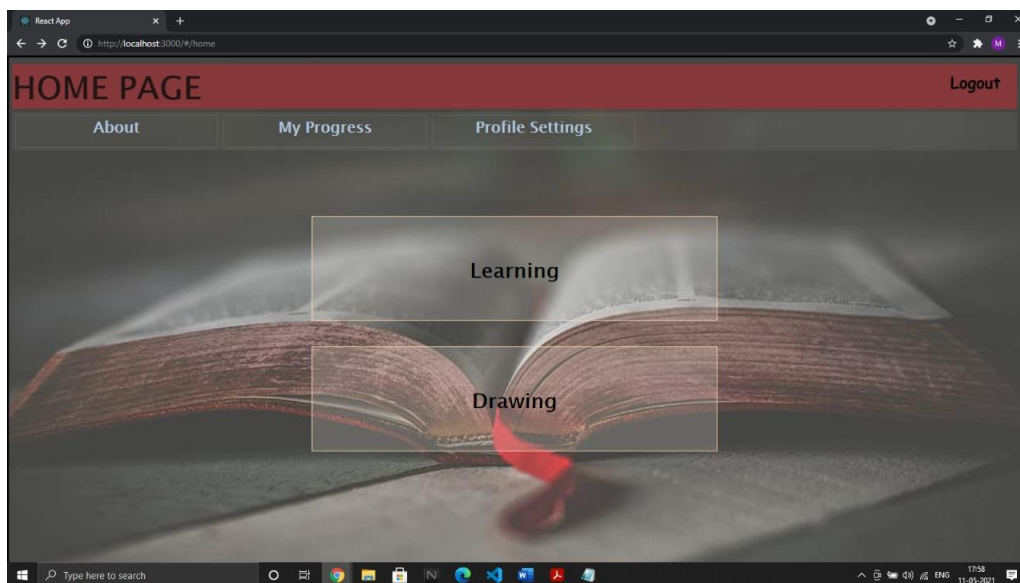 React App
http://localhost:3000/#/home
M
HOME PAGE
Logout
About
My Progress
Profile Settings
Learning
Drawing
Type here to search
ENG
17:58
11-05-2021